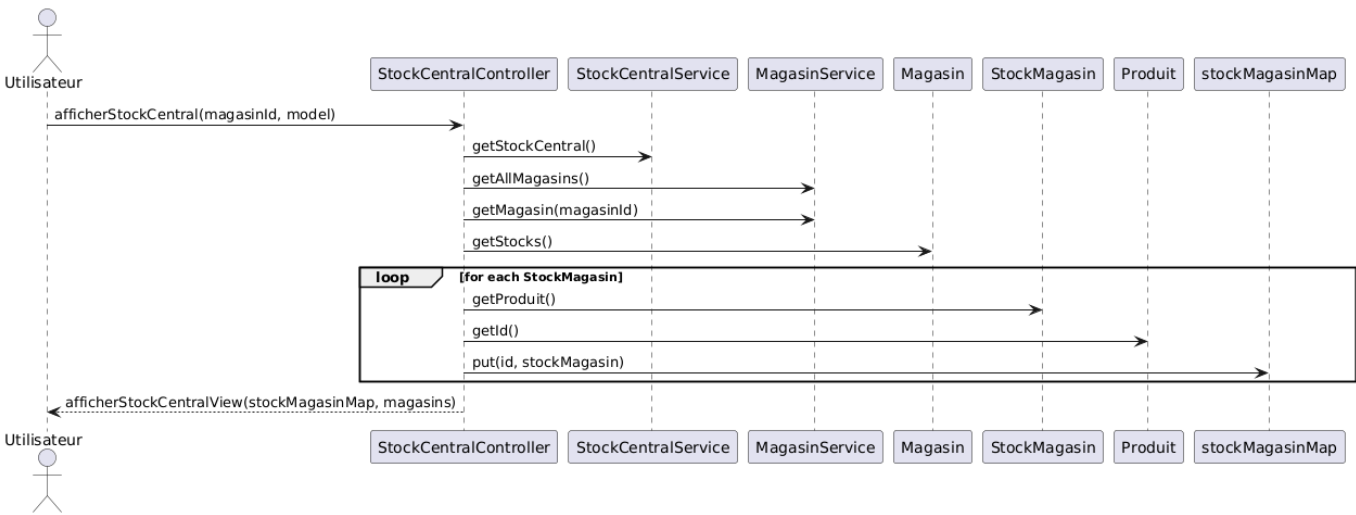 Utilisateur
StockCentralController
StockCentralService
MagasinService
Magasin
StockMagasin
Produit
stockMagasinMap
afficherStockCentral(magasinId, model)
getStockCentral()
getAllMagasins()
getMagasin(magasinId)
getStocks()
loop
[for each StockMagasin]
getProduit()
getId()
put(id, stockMagasin)
afficherStockCentralView(stockMagasinMap, magasins)
Utilisateur
StockCentralController
StockCentralService
MagasinService
Magasin
StockMagasin
Produit
stockMagasinMap